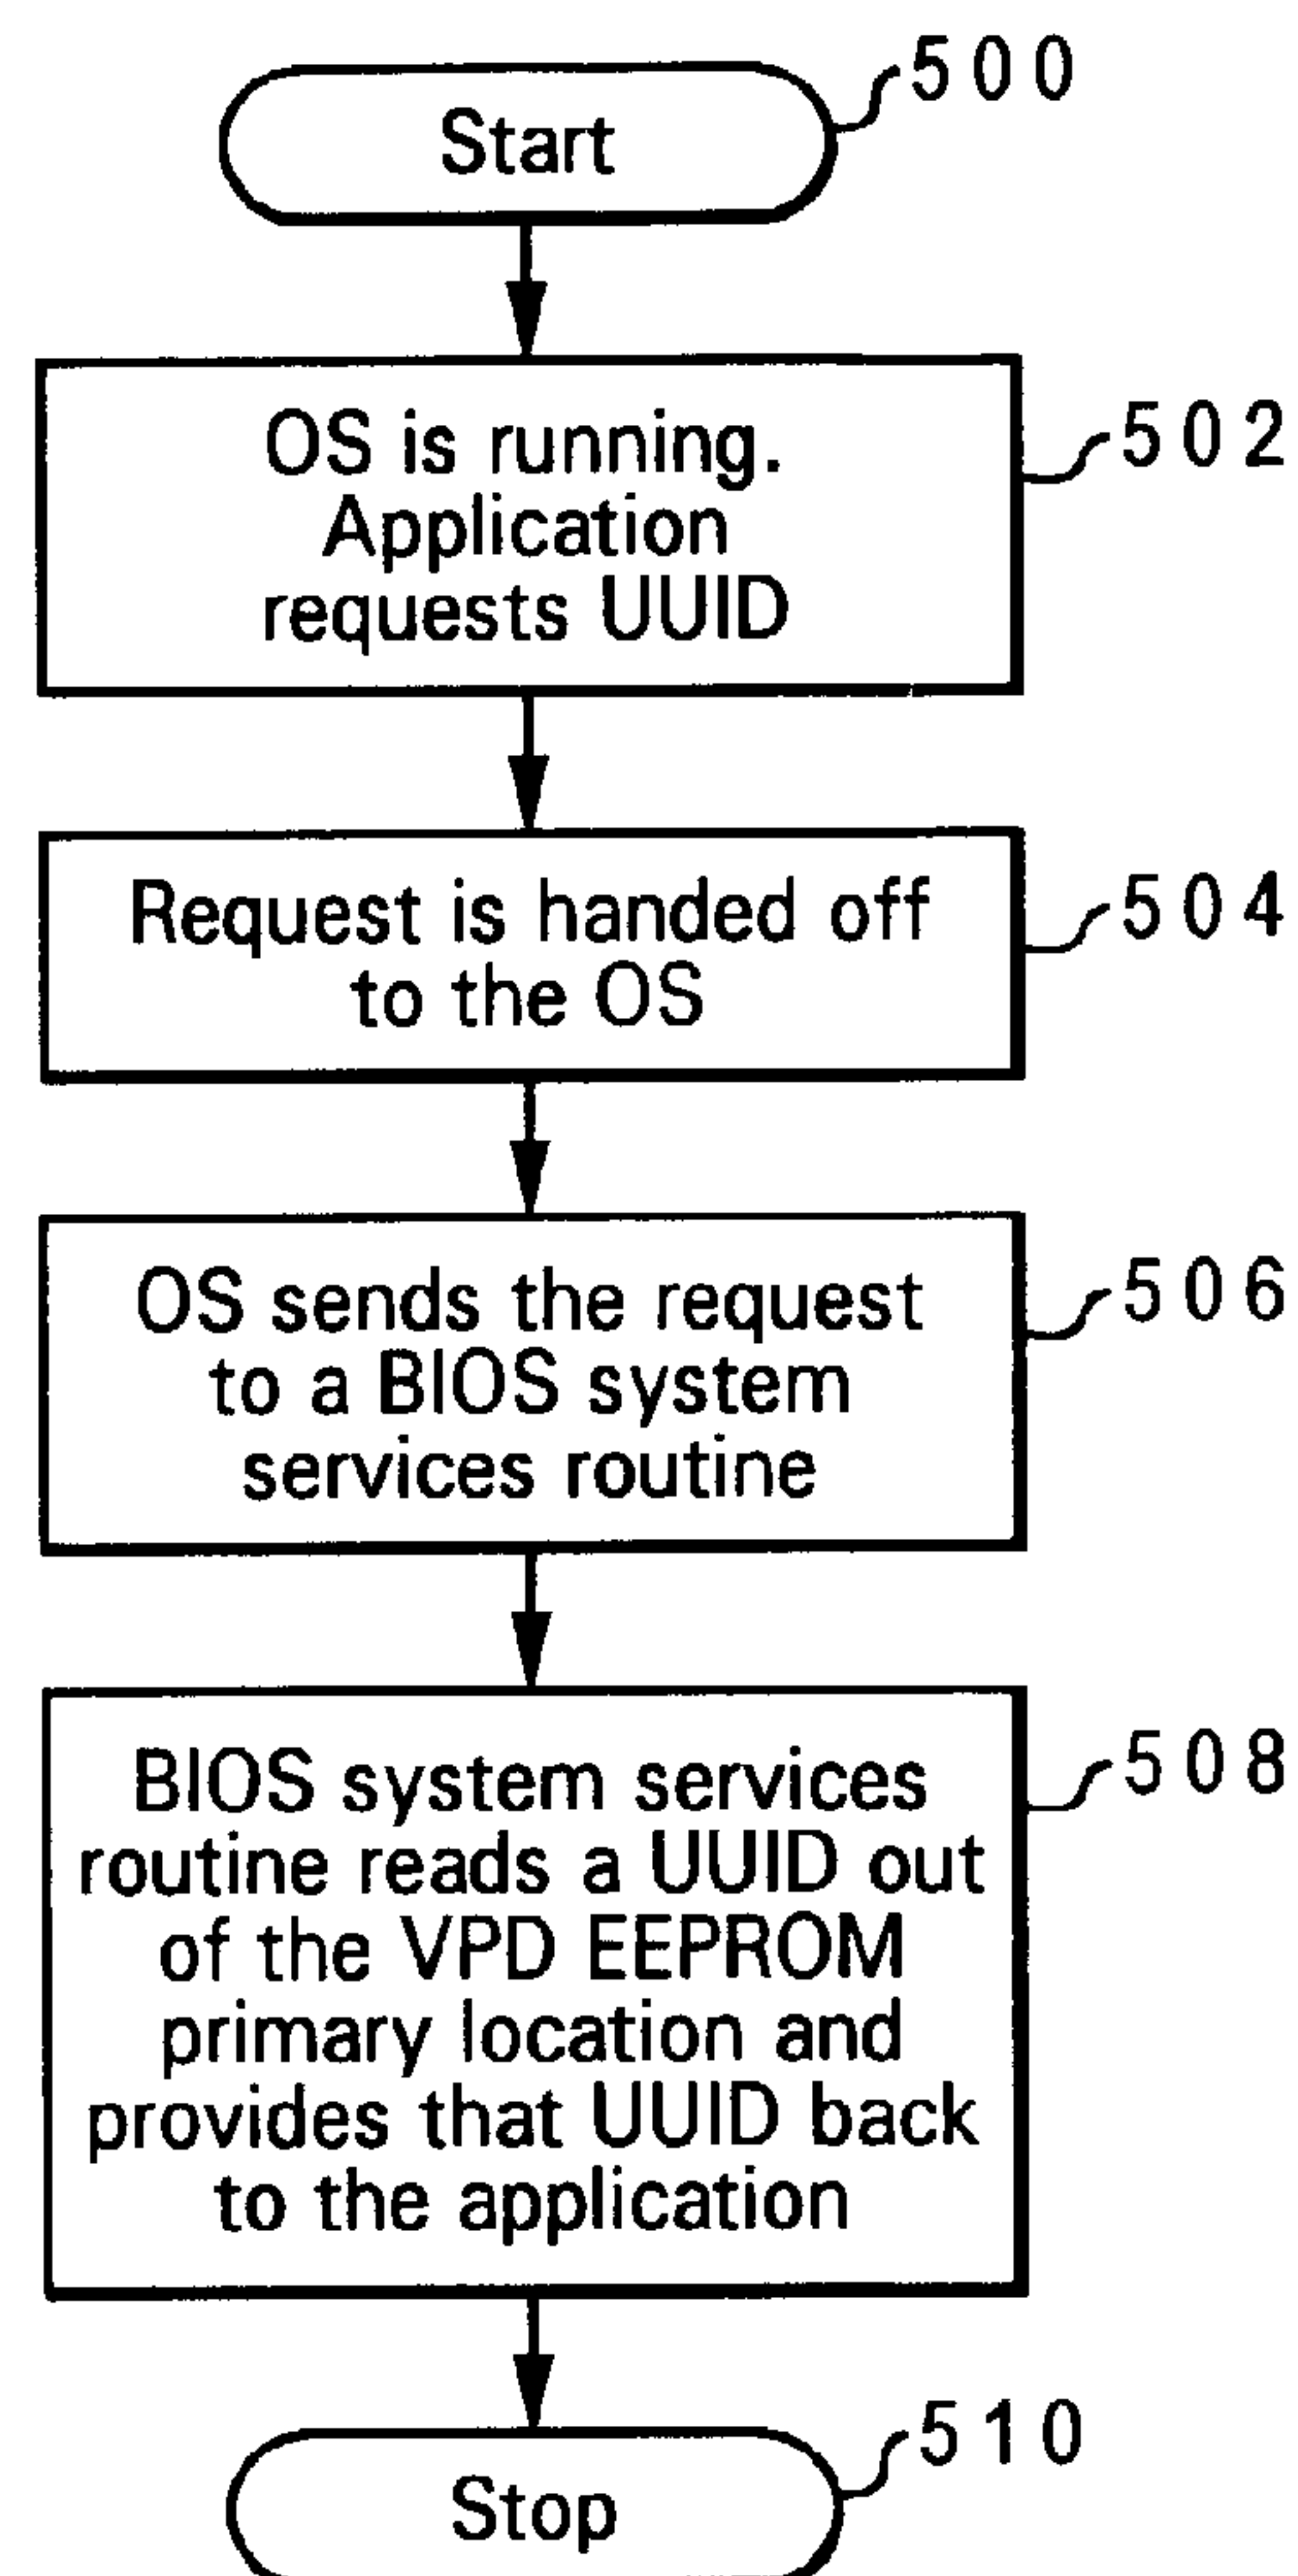 Start
500
OS is running.
Application
requests UUID
502
Request is handed off
to the OS
504
OS sends the request
to a BIOS system
services routine
506
BIOS system services
routine reads a UUID out
of the VPD EEPROM
primary location and
provides that UUID back
to the application
508
Stop
510